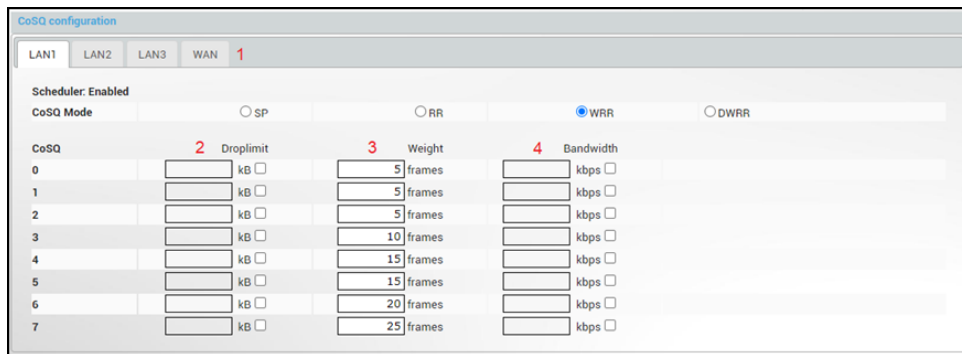 CoSQ configuration
LAN1 LAN2 LAN3 WAN 1
Scheduler: Enabled
CoSQ Mode SP RR WRR DWRR
CoSQ 2 Droplimit 3 Weight 4 Bandwidth
0 kB 5 frames kbps
1 kB 5 frames kbps
2 kB 5 frames kbps
3 kB 10 frames kbps
4 kB 15 frames kbps
5 kB 15 frames kbps
6 kB 20 frames kbps
7 kB 25 frames kbps